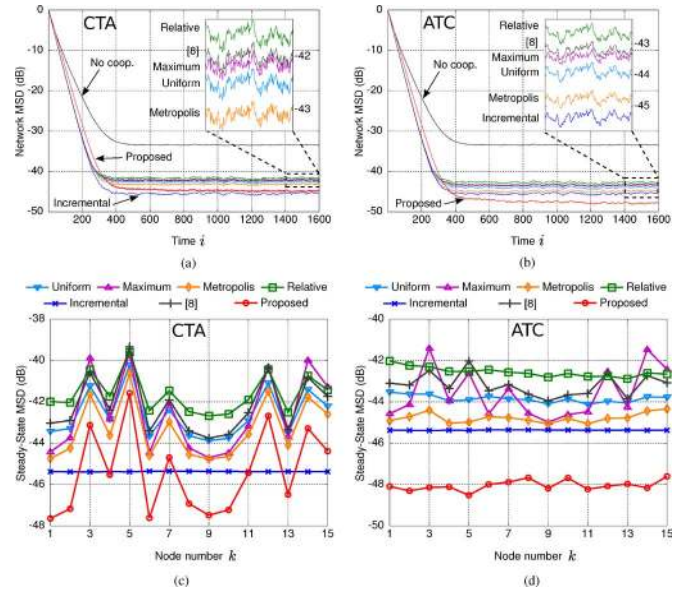 CTA
Relative
[8]
Maximum
Uniform
Metropolis
-42
-43
No coop.
Proposed
Incremental
Network MSD (dB)
0
-10
-20
-30
-40
-50
0 200 400 600 800 1000 1200 1400 1600
Time i
(a)
ATC
Relative
[8]
Maximum
Uniform
Metropolis
Incremental
-43
-44
-45
No coop.
Proposed
Network MSD (dB)
0
-10
-20
-30
-40
-50
0 200 400 600 800 1000 1200 1400 1600
Time i
(b)
Uniform Maximum Metropolis Relative
Incremental [8] Proposed
CTA
Steady-State MSD (dB)
-38
-40
-42
-44
-46
-48
1 3 5 7 9 11 13 15
Node number k
(c)
Uniform Maximum Metropolis Relative
Incremental [8] Proposed
ATC
Steady-State MSD (dB)
-40
-42
-44
-46
-48
-50
1 3 5 7 9 11 13 15
Node number k
(d)